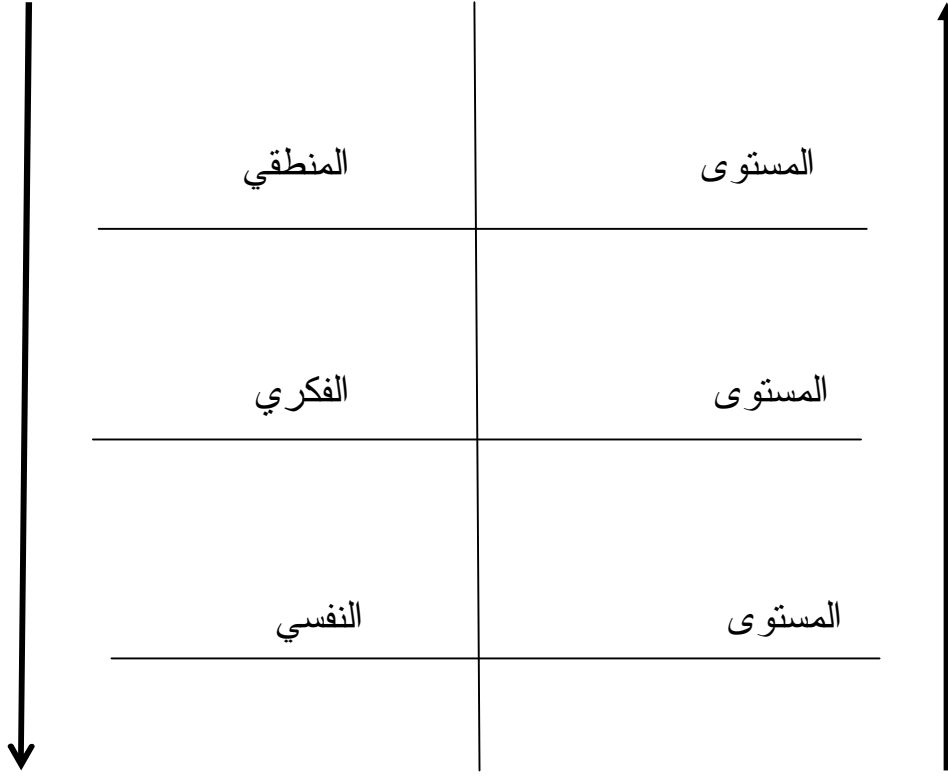 المستوى المنطقي
المستوى الفكري
المستوى النفسي